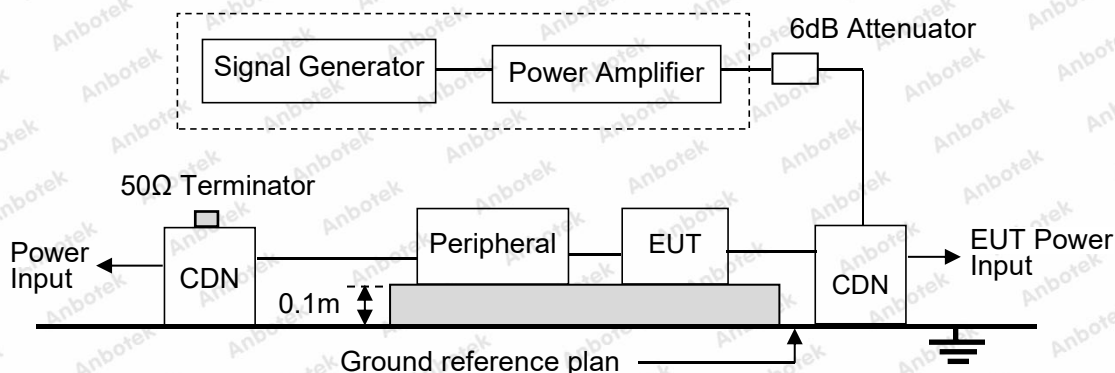 6dB Attenuator
Signal Generator
Power Amplifier
50Ω Terminator
Power
Input
CDN
Peripheral
EUT
CDN
EUT Power
Input
0.1m
Ground reference plan
Anbotek